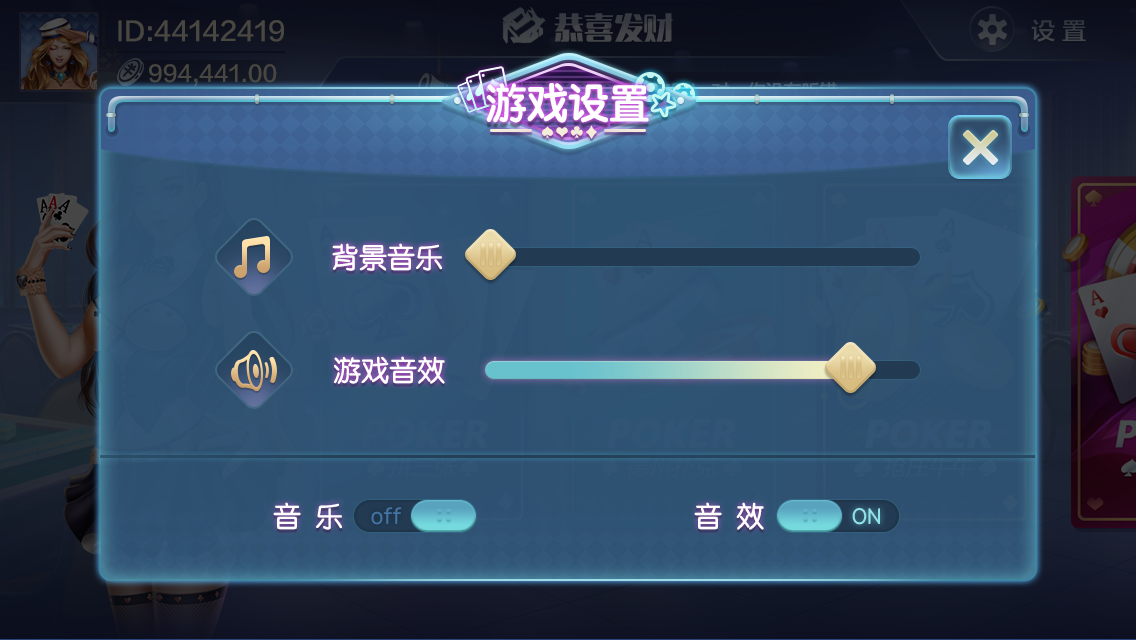 ID:44142419
恭喜发财
设置
994,441.00
游戏设置
背景音乐
游戏音效
POKER
POKER
POKER
音乐
off
音效
ON
A
A
A
A
P